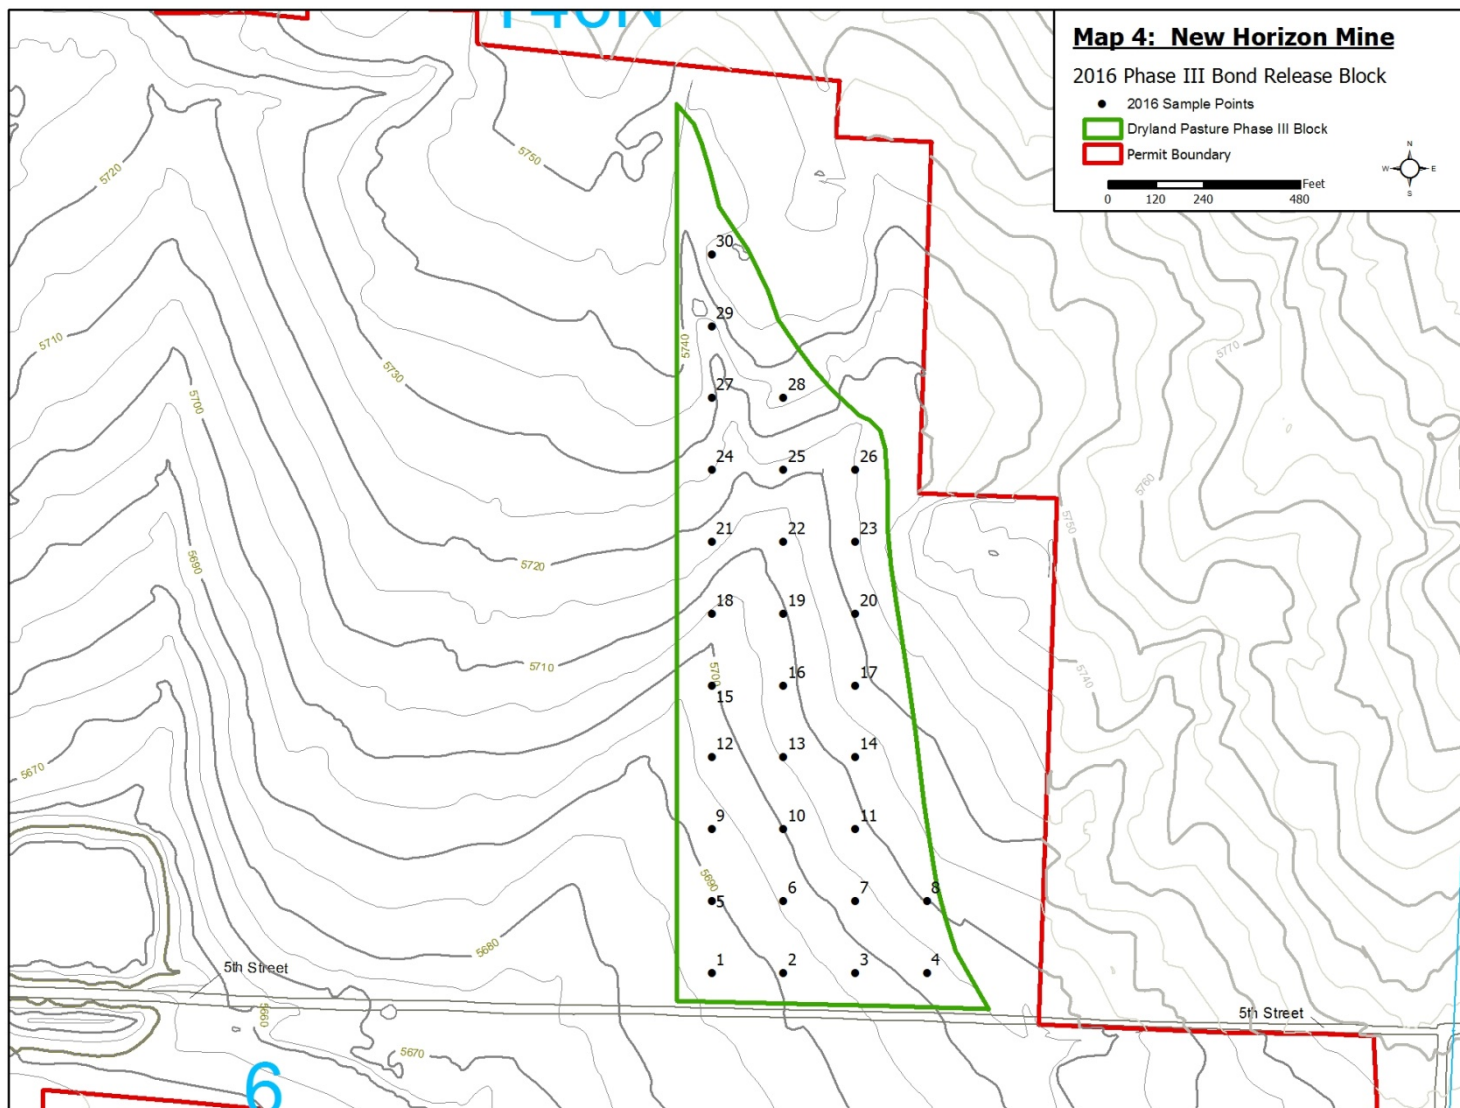 Map 4: New Horizon Mine
2016 Phase III Bond Release Block
2016 Sample Points
Dryland Pasture Phase III Block
Permit Boundary
Feet
0 120 240 480
N
W E
S
5750
5720
5710
5730
5740
5770
30
29
27 28
5700
24 25 26
5760
5750
21 22 23
5690
5720
18 19 20
5710
5700
16 17
15
5740
12 13 14
5670
9 10 11
5690
6 7 8
5
5680
5th Street
1 2 3 4
5660
5th Street
5670
6